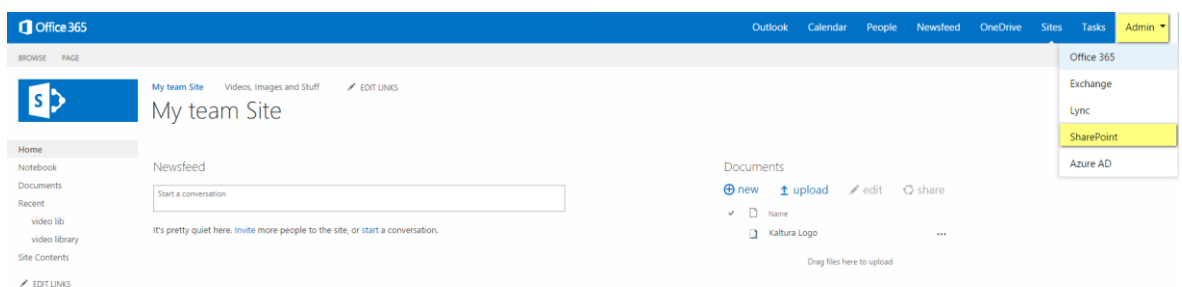 Office 365
Outlook Calendar People Newsfeed OneDrive Sites Tasks Admin
BROWSE PAGE
Office 365
Exchange
Lync
SharePoint
Azure AD
S
My team Site Videos, Images and Stuff EDIT LINKS
My team Site
Home
Notebook
Documents
Recent
video lib
video library
Site Contents
EDIT LINKS
Newsfeed
Start a conversation
It's pretty quiet here. Invite more people to the site, or start a conversation.
Documents
new upload edit share
Name
Kaltura Logo ...
Drag files here to upload